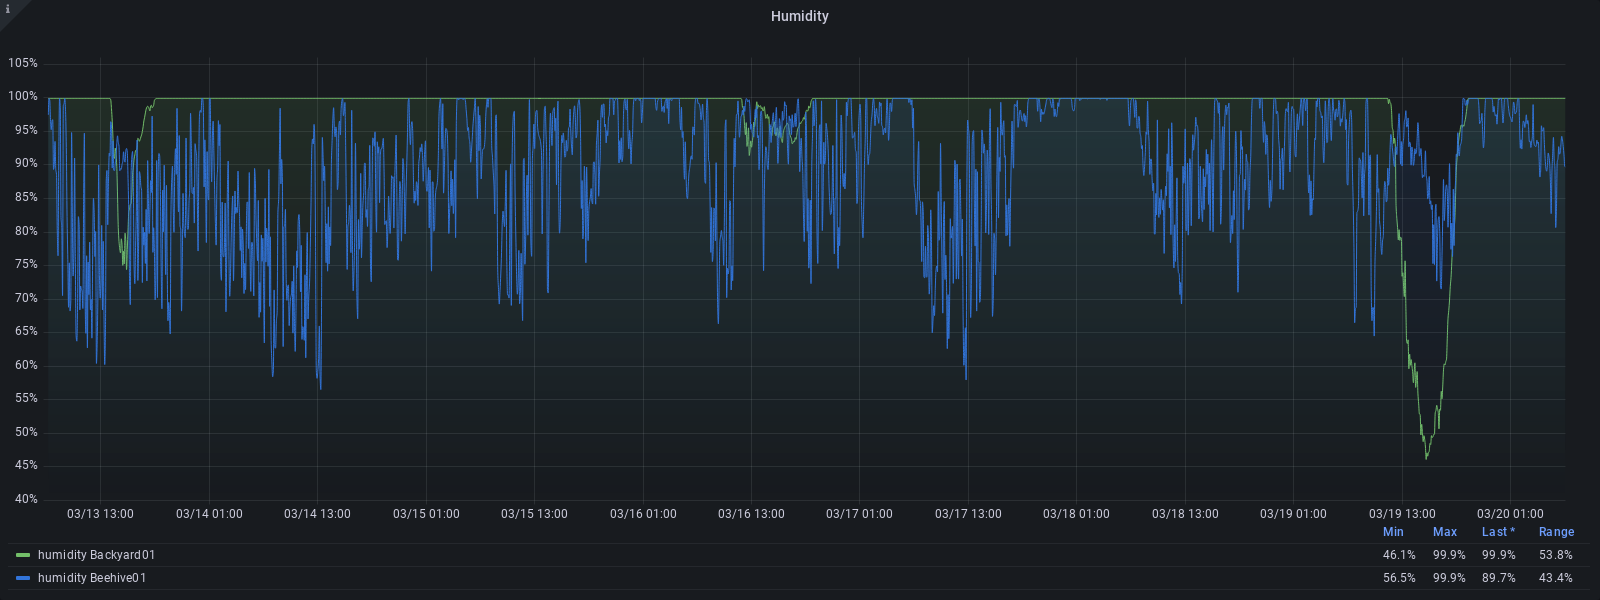 i
Humidity
105%
100%
95%
90%
85%
80%
75%
70%
65%
60%
55%
50%
45%
40%
03/13 13:00 03/14 01:00 03/14 13:00 03/15 01:00 03/15 13:00 03/16 01:00 03/16 13:00 03/17 01:00 03/17 13:00 03/18 01:00 03/18 13:00 03/19 01:00 03/19 13:00 03/20 01:00
Min Max Last * Range
humidity Backyard01 46.1% 99.9% 99.9% 53.8%
humidity Beehive01 56.5% 99.9% 89.7% 43.4%